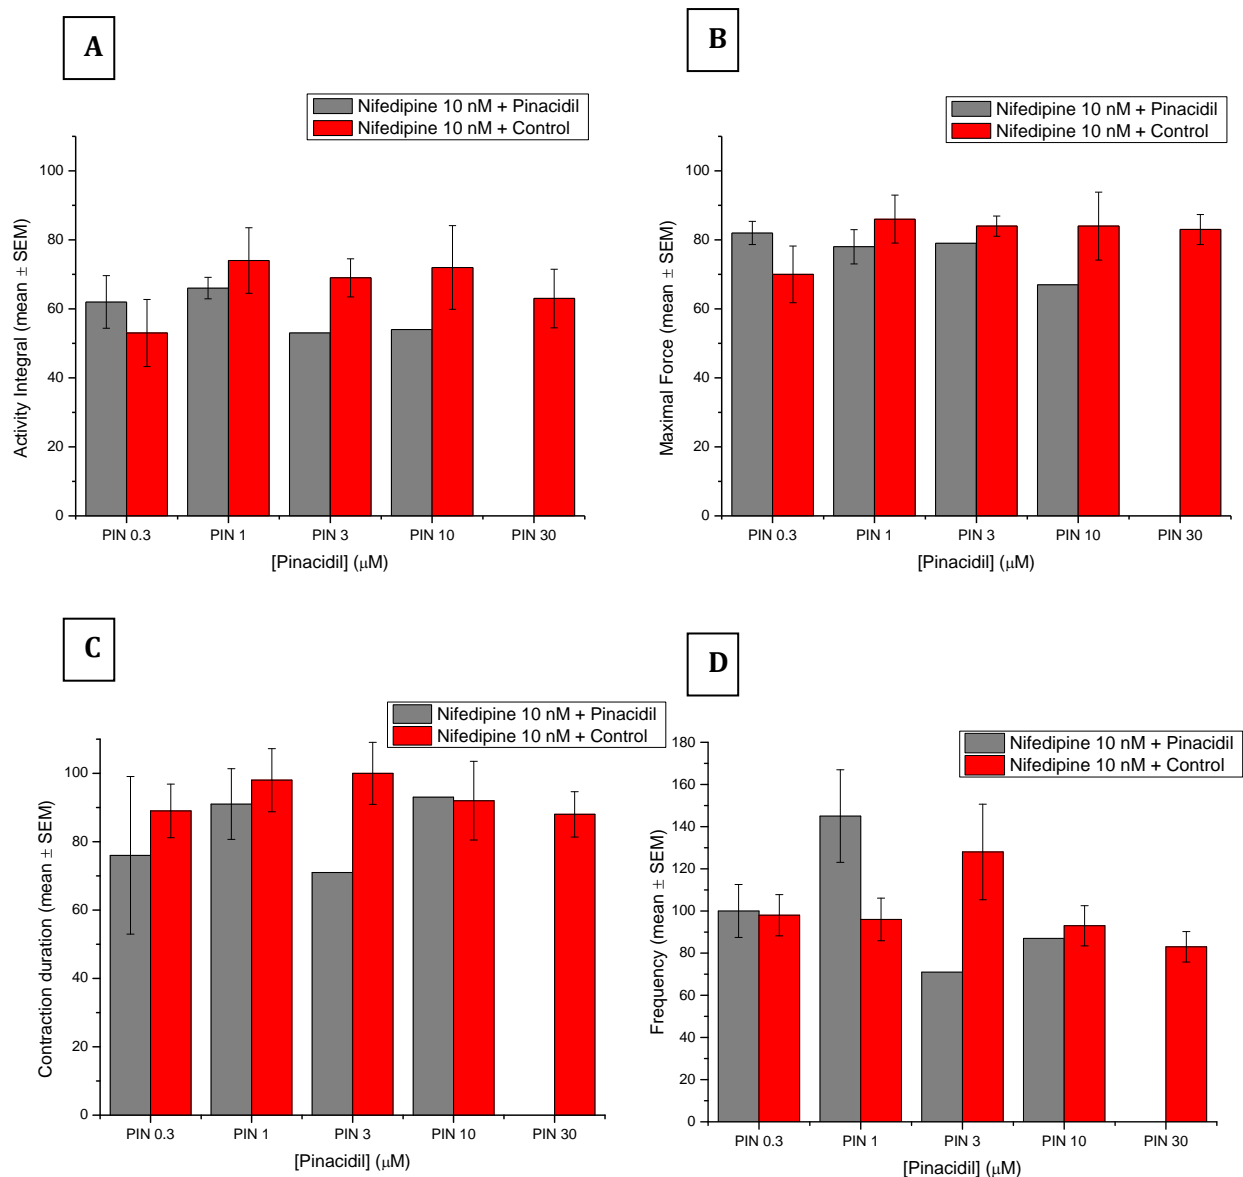 A
Nifedipine 10 nM + Pinacidil
Nifedipine 10 nM + Control
100
80
60
40
20
0
Activity Integral (mean ± SEM)
PIN 0.3 PIN 1 PIN 3 PIN 10 PIN 30
[Pinacidil] (μM)
B
Nifedipine 10 nM + Pinacidil
Nifedipine 10 nM + Control
100
80
60
40
20
0
Maximal Force (mean ± SEM)
PIN 0.3 PIN 1 PIN 3 PIN 10 PIN 30
[Pinacidil] (μM)
C
Nifedipine 10 nM + Pinacidil
Nifedipine 10 nM + Control
100
80
60
40
20
0
Contraction duration (mean ± SEM)
PIN 0.3 PIN 1 PIN 3 PIN 10 PIN 30
[Pinacidil] (μM)
D
Nifedipine 10 nM + Pinacidil
Nifedipine 10 nM + Control
180
160
140
120
100
80
60
40
20
0
Frequency (mean ± SEM)
PIN 0.3 PIN 1 PIN 3 PIN 10 PIN 30
[Pinacidil] (μM)